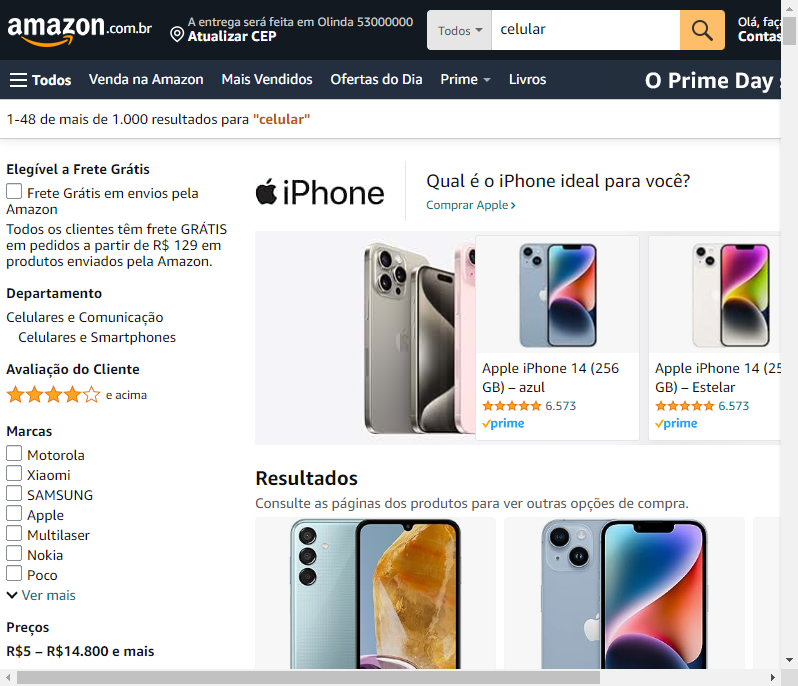 amazon.com.br
A entrega será feita em Olinda 53000000
Atualizar CEP
Todos
celular
Olá, faça
Contas
Todos
Venda na Amazon
Mais Vendidos
Ofertas do Dia
Prime
Livros
O Prime Day
1-48 de mais de 1.000 resultados para "celular"
Elegível a Frete Grátis
Frete Grátis em envios pela
Amazon
Todos os clientes têm frete GRÁTIS
em pedidos a partir de R$ 129 em
produtos enviados pela Amazon.
Departamento
Celulares e Comunicação
Celulares e Smartphones
Avaliação do Cliente
e acima
Marcas
Motorola
Xiaomi
SAMSUNG
Apple
Multilaser
Nokia
Poco
Ver mais
Preços
R$5 – R$14.800 e mais
iPhone
Qual é o iPhone ideal para você?
Comprar Apple
Apple iPhone 14 (256
GB) – azul
6.573
prime
Apple iPhone 14 (25
GB) – Estelar
6.573
prime
Resultados
Consulte as páginas dos produtos para ver outras opções de compra.